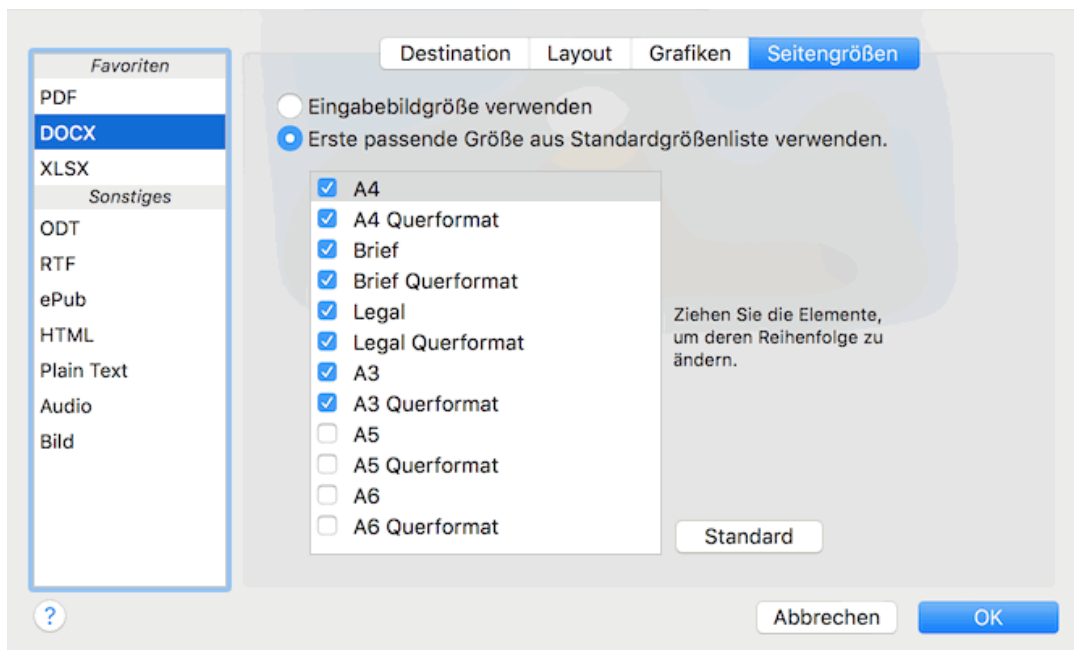 Destination
Layout
Grafiken
Seitengrößen
Favoriten
PDF
DOCX
XLSX
Sonstiges
ODT
RTF
ePub
HTML
Plain Text
Audio
Bild
Eingabebildgröße verwenden
Erste passende Größe aus Standardgrößenliste verwenden.
A4
A4 Querformat
Brief
Brief Querformat
Legal
Legal Querformat
A3
A3 Querformat
A5
A5 Querformat
A6
A6 Querformat
Ziehen Sie die Elemente,
um deren Reihenfolge zu
ändern.
Standard
?
Abbrechen
OK